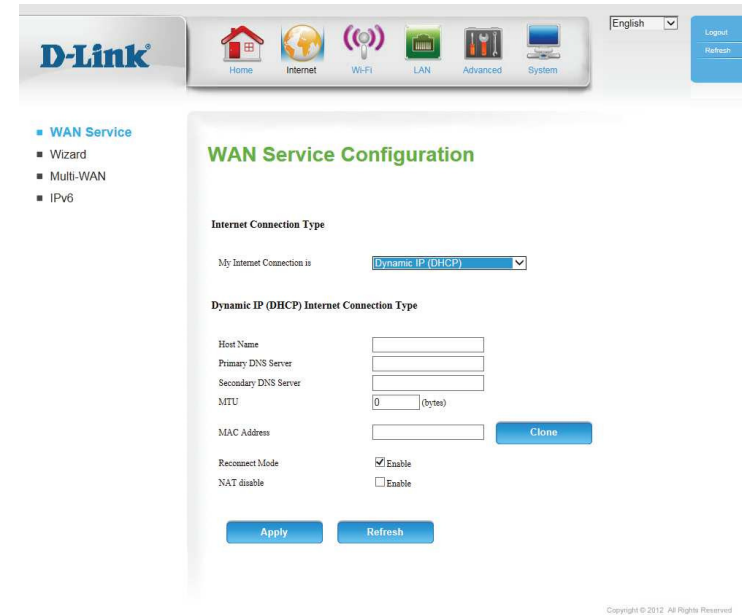 D-Link®
Home Internet Wi-Fi LAN Advanced System
English
Logout
Refresh
WAN Service
Wizard
Multi-WAN
IPv6
WAN Service Configuration
Internet Connection Type
My Internet Connection is Dynamic IP (DHCP)
Dynamic IP (DHCP) Internet Connection Type
Host Name
Primary DNS Server
Secondary DNS Server
MTU 0 (bytes)
MAC Address Clone
Reconnect Mode Enable
NAT disable Enable
Apply Refresh
Copyright © 2012 All Rights Reserved